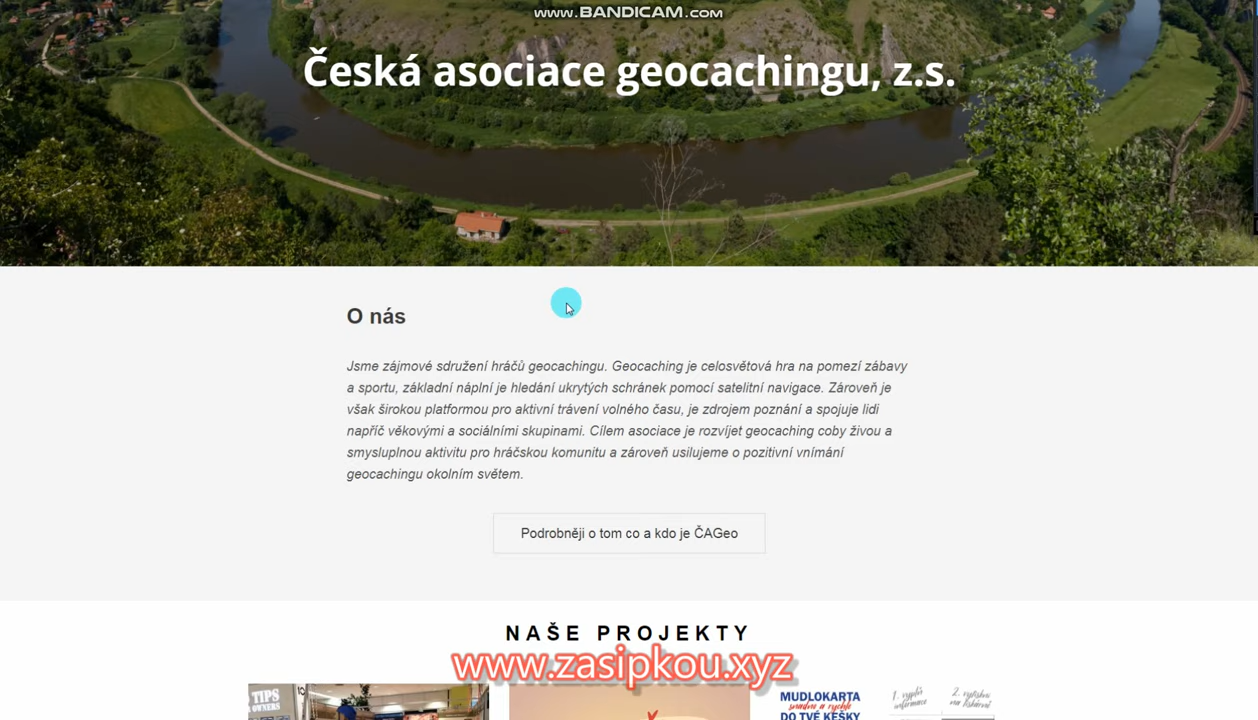 www.BANDICAM.com
Česká asociace geocachingu, z.s.
O nás
Jsme zájmové sdružení hráčů geocachingu. Geocaching je celosvětová hra na pomezí zábavy
a sportu, základní náplní je hledání ukrytých schránek pomocí satelitní navigace. Zároveň je
však širokou platformou pro aktivní trávení volného času, je zdrojem poznání a spojuje lidi
napříč věkovými a sociálními skupinami. Cílem asociace je rozvíjet geocaching coby živou a
smysluplnou aktivitu pro hráčskou komunitu a zároveň usilujeme o pozitivní vnímání
geocachingu okolním světem.
Podrobněji o tom co a kdo je ČAGeo
NAŠE PROJEKTY
www.zasipkou.xyz
TIPS
OWNERS
MUDLOKARTA
snadno a rychle
DO TVÉ KEŠKY